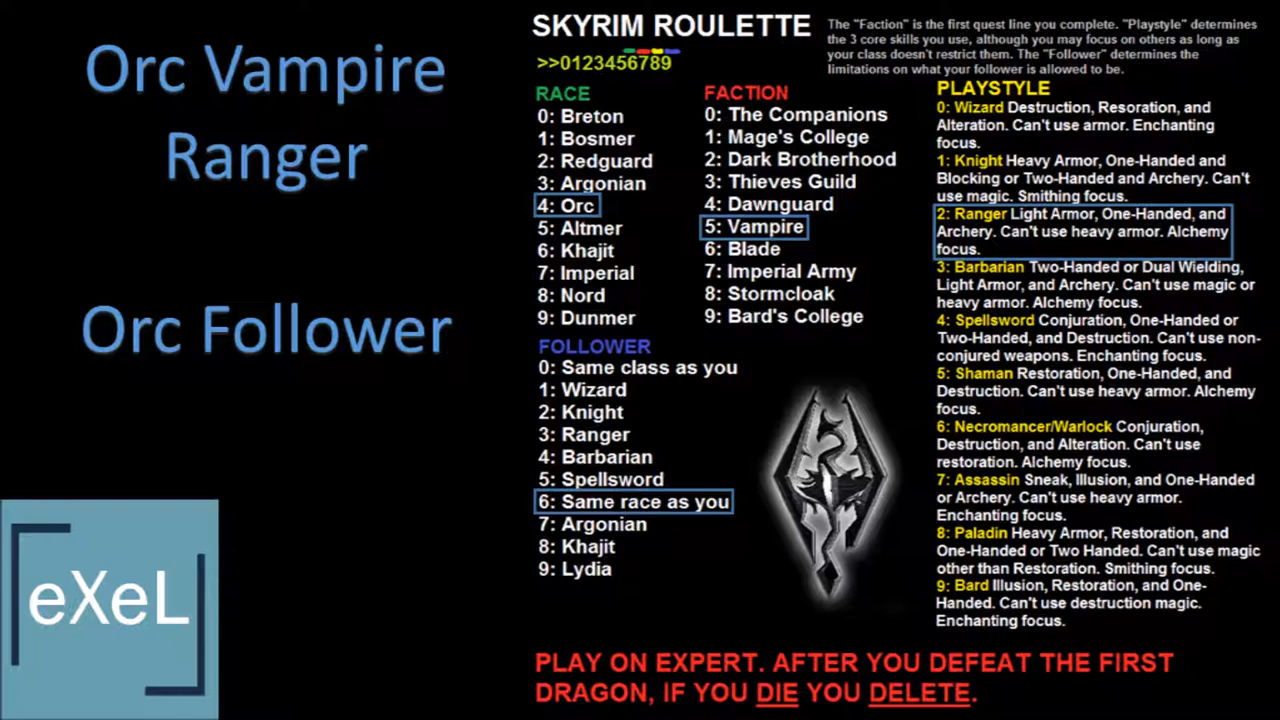 Orc Vampire
Ranger
Orc Follower
eXeL
SKYRIM ROULETTE
>>0123456789
The "Faction" is the first quest line you complete. "Playstyle" determines
the 3 core skills you use, although you may focus on others as long as
your class doesn't restrict them. The "Follower" determines the
limitations on what your follower is allowed to be.
RACE
0: Breton
1: Bosmer
2: Redguard
3: Argonian
4: Orc
5: Altmer
6: Khajit
7: Imperial
8: Nord
9: Dunmer
FACTION
0: The Companions
1: Mage's College
2: Dark Brotherhood
3: Thieves Guild
4: Dawnguard
5: Vampire
6: Blade
7: Imperial Army
8: Stormcloak
9: Bard's College
FOLLOWER
0: Same class as you
1: Wizard
2: Knight
3: Ranger
4: Barbarian
5: Spellsword
6: Same race as you
7: Argonian
8: Khajit
9: Lydia
PLAYSTYLE
0: Wizard Destruction, Resoration, and
Alteration. Can't use armor. Enchanting
focus.
1: Knight Heavy Armor, One-Handed and
Blocking or Two-Handed and Archery. Can't
use magic. Smithing focus.
2: Ranger Light Armor, One-Handed, and
Archery. Can't use heavy armor. Alchemy
focus.
3: Barbarian Two-Handed or Dual Wielding,
Light Armor, and Archery. Can't use magic or
heavy armor. Alchemy focus.
4: Spellsword Conjuration, One-Handed or
Two-Handed, and Destruction. Can't use non-
conjured weapons. Enchanting focus.
5: Shaman Restoration, One-Handed, and
Destruction. Can't use heavy armor. Alchemy
focus.
6: Necromancer/Warlock Conjuration,
Destruction, and Alteration. Can't use
restoration. Alchemy focus.
7: Assassin Sneak, Illusion, and One-Handed
or Archery. Can't use heavy armor.
Enchanting focus.
8: Paladin Heavy Armor, Restoration, and
One-Handed or Two Handed. Can't use magic
other than Restoration. Smithing focus.
9: Bard Illusion, Restoration, and One-
Handed. Can't use destruction magic.
Enchanting focus.
PLAY ON EXPERT. AFTER YOU DEFEAT THE FIRST
DRAGON, IF YOU DIE YOU DELETE.